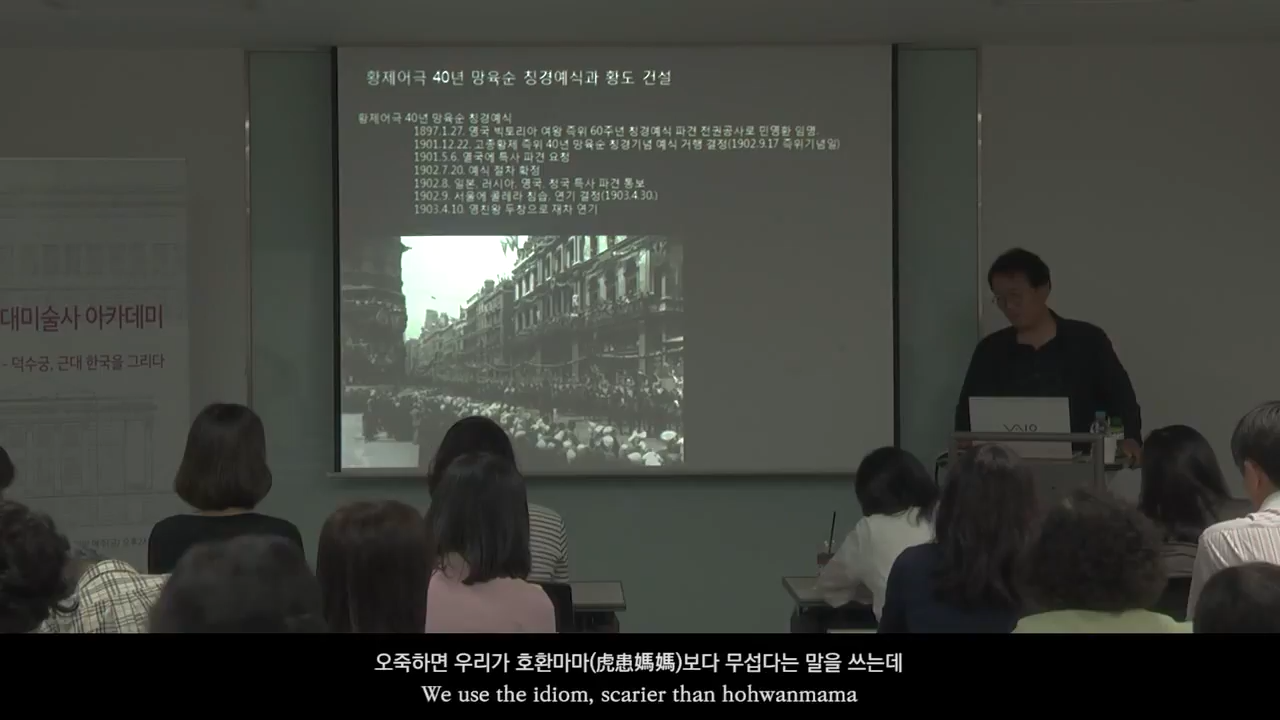 황제어극 40년 망육순 칭경예식과 황도 건설
황제어극 40년 망육순 칭경예식
1897.1.27. 영국 빅토리아 여왕 즉위 60주년 칭경예식 파견 전권공사로 민영환 임명.
1901.12.22. 고종황제 즉위 40년 망육순 칭경기념 예식 거행 결정(1902.9.17 즉위기념일)
1901.5.6. 열국에 특사 파견 요청
1902.7.20. 예식 절차 확정
1902.8. 일본, 러시아, 영국, 청국 특사 파견 통보
1902.9. 서울에 콜레라 침습, 연기 결정(1903.4.30.)
1903.4.10. 영친왕 두창으로 재차 연기
대미술사 아카데미
- 덕수궁, 근대 한국을 그리다
VAIO
오죽하면 우리가 호환마마(虎患媽媽)보다 무섭다는 말을 쓰는데
We use the idiom, scarier than hohwanmama